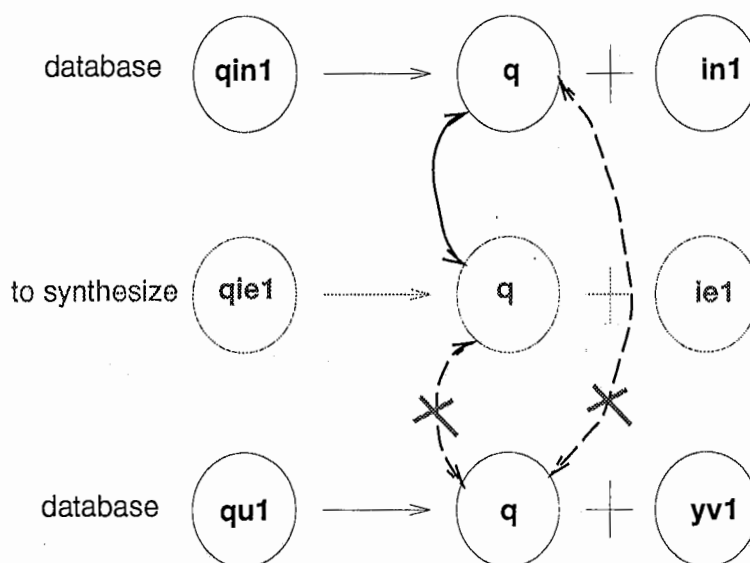 database qin1 q + in1
to synthesize qie1 q + ie1
database qu1 q + yv1